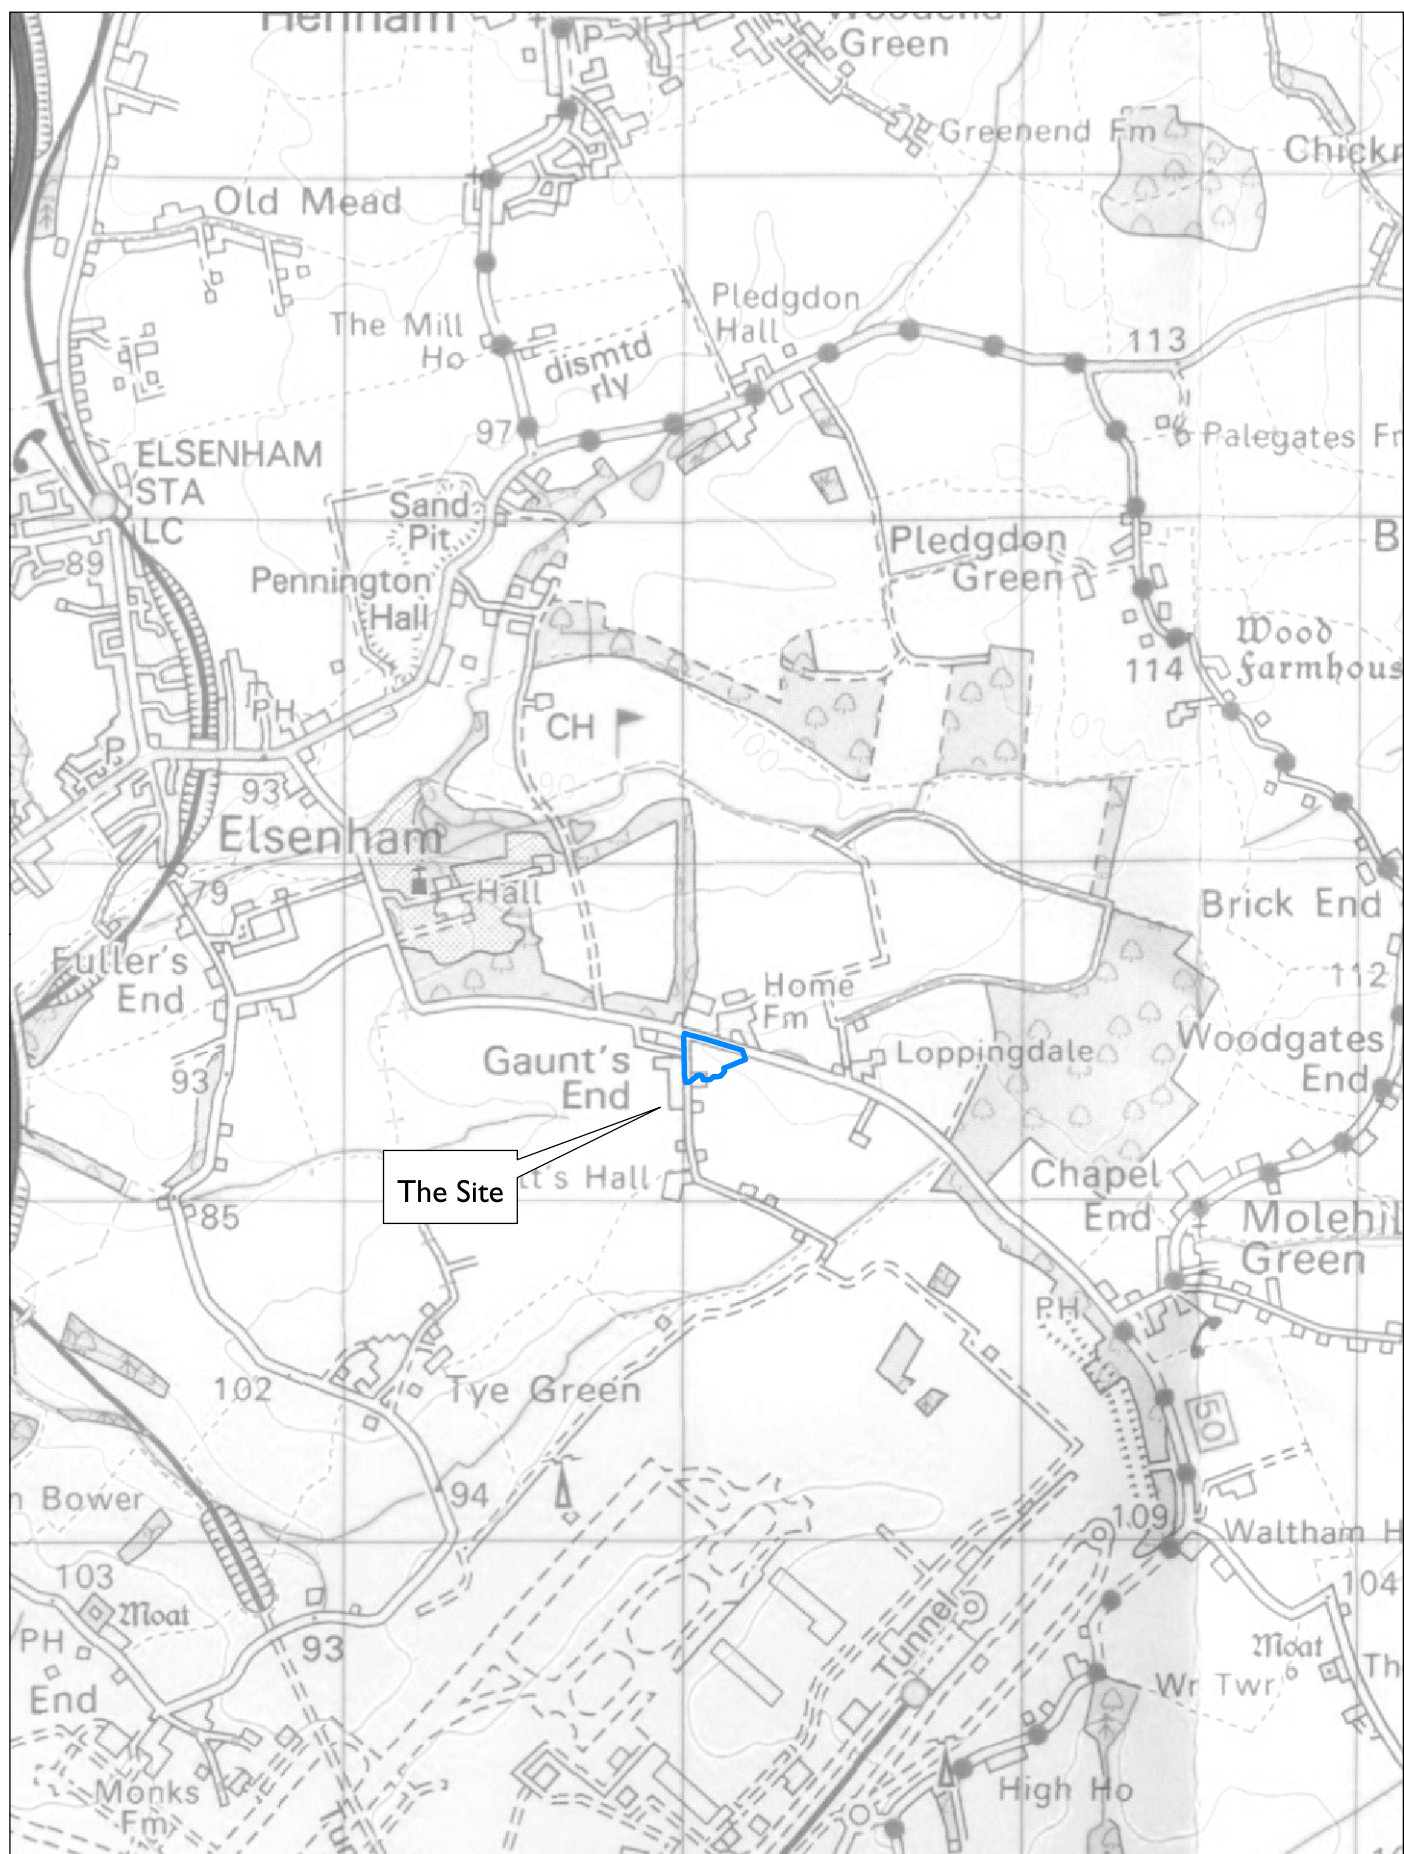 Henham
P
Woodend
Green
Greenend Fm
Old Mead
The Mill
Ho
dismtd
rly
Pledgdon
Hall
113
97
Palegates
ELSENHAM
STA
LC
89
Sand
Pit
Pennington
Hall
Pledgdon
Green
B
Wood
Farmhous
114
PH
P
CH
100
90
93
Elsenham
79
Hall
Brick End
Fuller's
End
112
Home
Fm
Gaunt's
End
Loppingdale
Woodgates
End
93
The Site
tt's Hall
Chapel
End
Molehil
Green
85
PH
102
Tye Green
50
n Bower
94
109
Waltham H
103
Moat
104
PH
End
93
Tunnel
Moat
Wr Twr
Th
Monks
Fm
High Ho